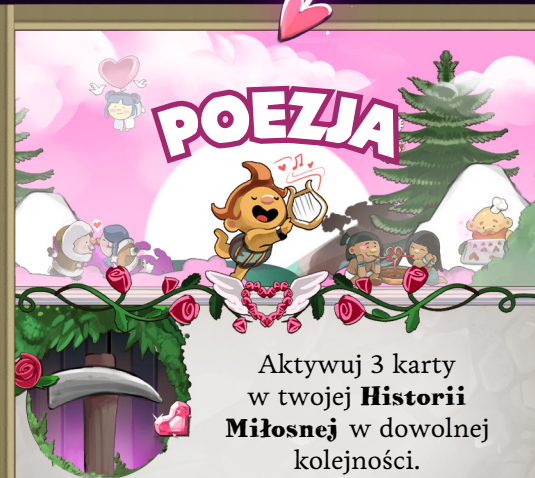 POEZJA
Aktywuj 3 karty
w twojej Historii
Miłosnej w dowolnej
kolejności.